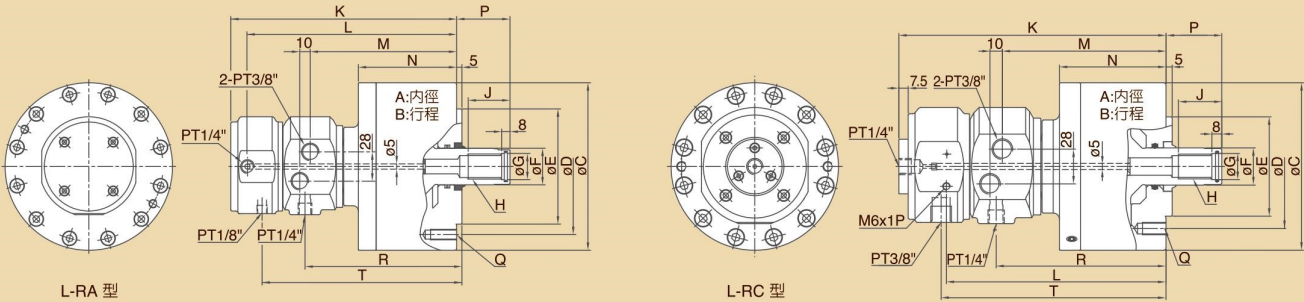 K
P
L
10
M
N
5
2-PT3/8"
A:内徑
B:行程
J
8
PT1/4"
28
ø5
øG
øF
øE
øD
øC
H
PT1/8"
PT1/4"
R
Q
T
L-RA 型
K
P
10
M
N
5
7.5
2-PT3/8"
A:内徑
B:行程
J
8
PT1/4"
28
ø5
øG
øF
øE
øD
øC
H
M6x1P
PT3/8"
PT1/4"
R
Q
L
T
L-RC 型